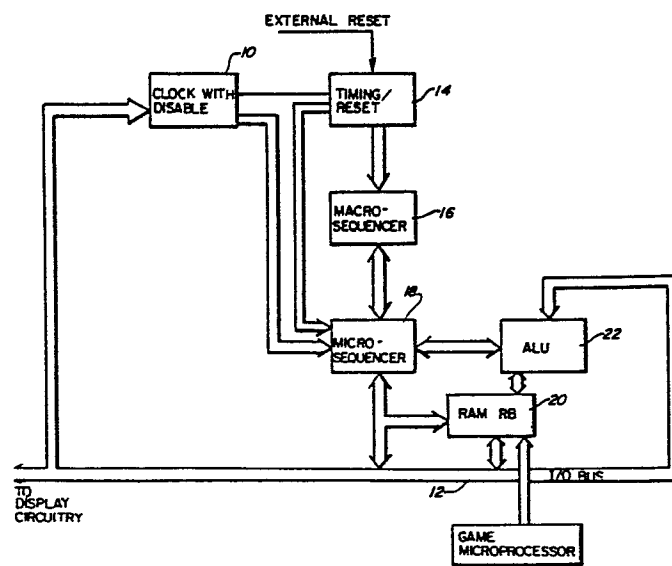 EXTERNAL RESET
10
CLOCK WITH
DISABLE
TIMING/
RESET
14
MACRO-
SEQUENCER
16
18
MICRO-
SEQUENCER
ALU
22
RAM RB
20
I/O BUS
12
TO
DISPLAY
CIRCUITRY
GAME
MICROPROCESSOR